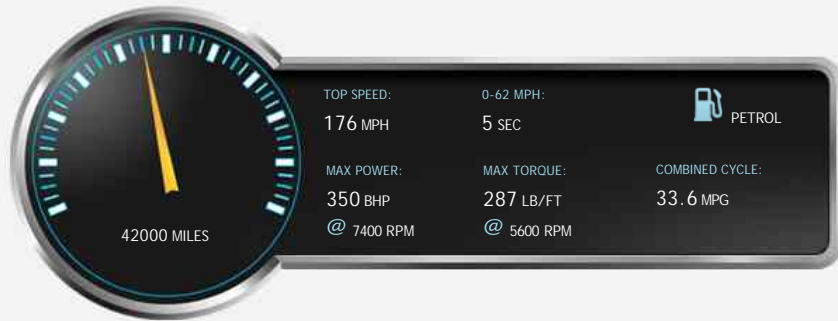 TOP SPEED:
176 MPH
0-62 MPH:
5 SEC
PETROL
MAX POWER:
350 BHP
@ 7400 RPM
MAX TORQUE:
287 LB/FT
@ 5600 RPM
COMBINED CYCLE:
33.6 MPG
42000 MILES